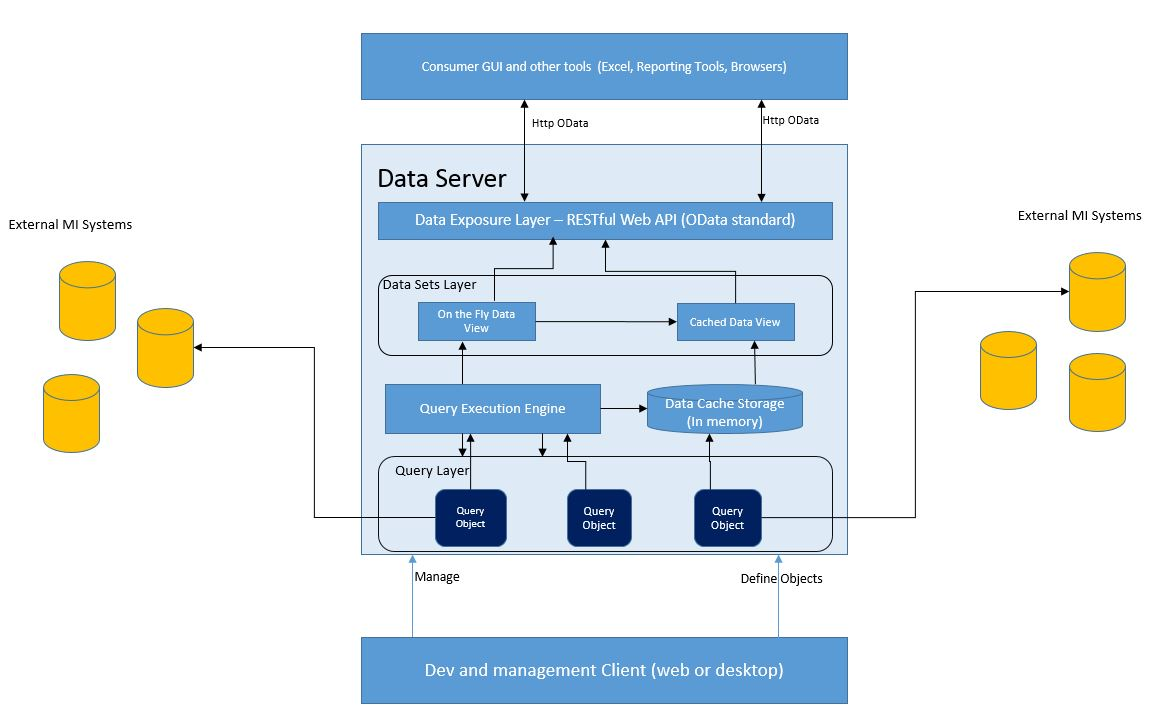 Consumer GUI and other tools  (Excel, Reporting Tools, Browsers)
Http OData
Http OData
Data Server
Data Exposure Layer – RESTful Web API (OData standard)
External MI Systems
External MI Systems
Data Sets Layer
On the Fly Data
View
Cached Data View
Query Execution Engine
Data Cache Storage
(In memory)
Query Layer
Query
Object
Query
Object
Query
Object
Manage
Define Objects
Dev and management Client (web or desktop)